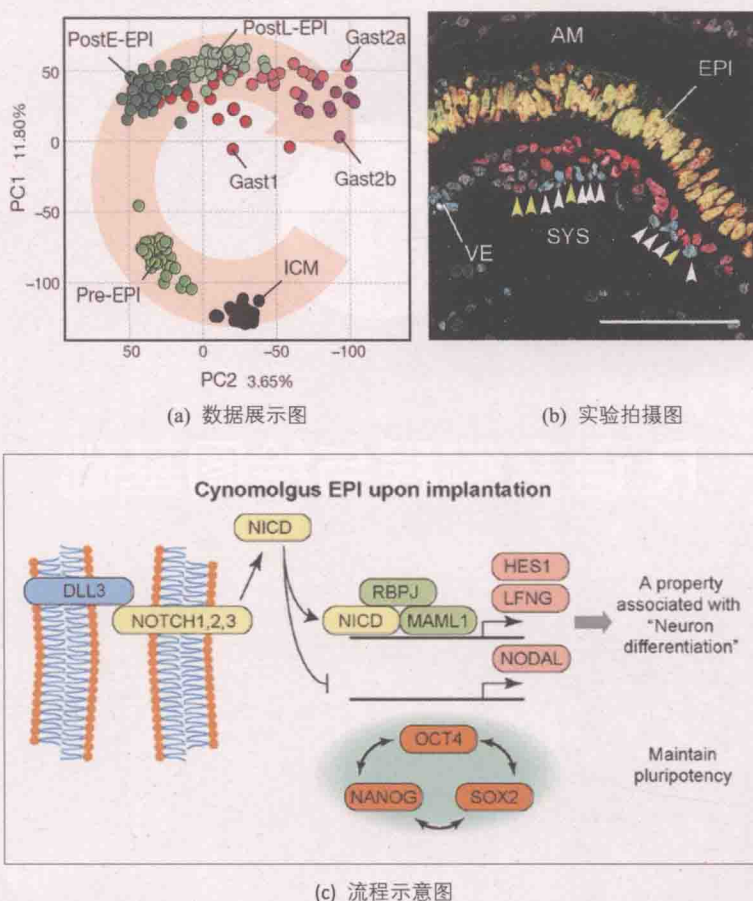 PostE-EPI
PostL-EPI
Gast2a
50
0
-50
-100
PC1 11.80%
Gast1
Gast2b
Pre-EPI
ICM
50
0
-50
-100
PC2 3.65%
(a) 数据展示图
AM
EPI
VE
SYS
(b) 实验拍摄图
Cynomolgus EPI upon implantation
NICD
DLL3
NOTCH1,2,3
RBPJ
NICD
MAML1
HES1
LFNG
NODAL
A property
associated with
“Neuron
differentiation”
OCT4
NANOG
SOX2
Maintain
pluripotency
(c) 流程示意图